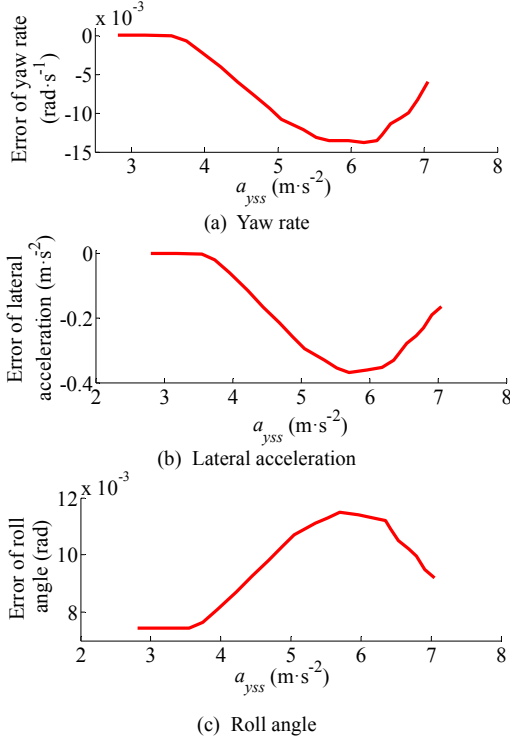 x 10^-3
0
-5
-10
-15
Error of yaw rate
(rad·s^-1)
3 4 5 6 7 8
a_yss (m·s^-2)
(a) Yaw rate
0
-0.2
-0.4
Error of lateral
acceleration (m·s^-2)
2 3 4 5 6 7 8
a_yss (m·s^-2)
(b) Lateral acceleration
x 10^-3
12
10
8
Error of roll
angle (rad)
2 3 4 5 6 7 8
a_yss (m·s^-2)
(c) Roll angle